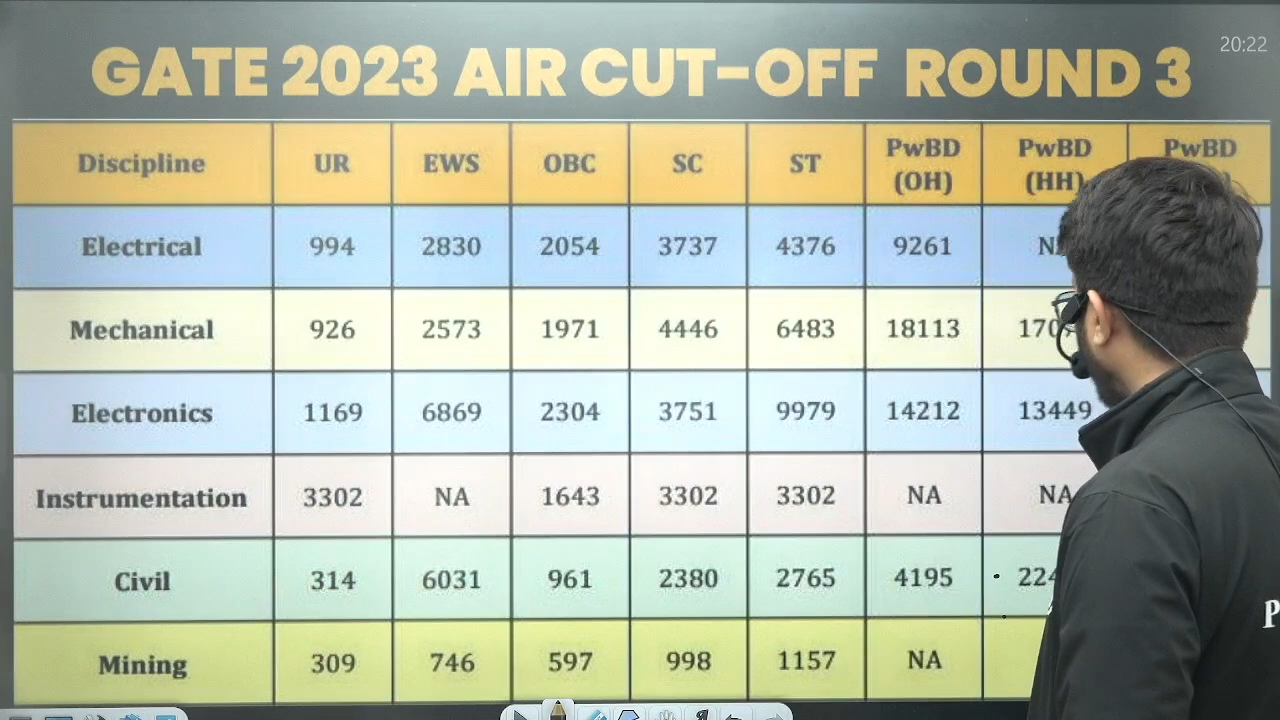 20:22
GATE 2023 AIR CUT-OFF ROUND 3
Discipline UR EWS OBC SC ST PwBD (OH) PwBD (HH) PwBD
Electrical 994 2830 2054 3737 4376 9261
Mechanical 926 2573 1971 4446 6483 18113
Electronics 1169 6869 2304 3751 9979 14212 13449
Instrumentation 3302 NA 1643 3302 3302 NA NA
Civil 314 6031 961 2380 2765 4195
Mining 309 746 597 998 1157 NA
P